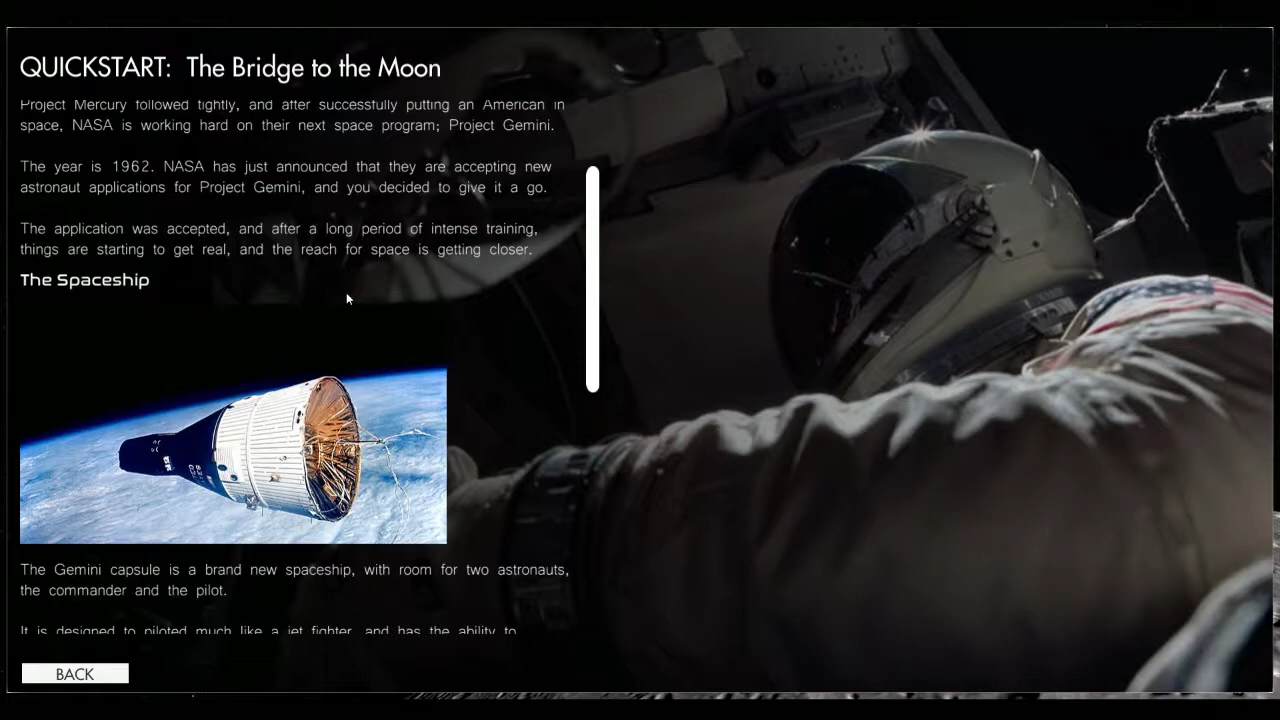 QUICKSTART: The Bridge to the Moon
Project Mercury followed tightly, and after successfully putting an American in
space, NASA is working hard on their next space program; Project Gemini.
The year is 1962. NASA has just announced that they are accepting new
astronaut applications for Project Gemini, and you decided to give it a go.
The application was accepted, and after a long period of intense training,
things are starting to get real, and the reach for space is getting closer.
The Spaceship
The Gemini capsule is a brand new spaceship, with room for two astronauts,
the commander and the pilot.
It is designed to piloted much like a jet fighter, and has the ability to
BACK